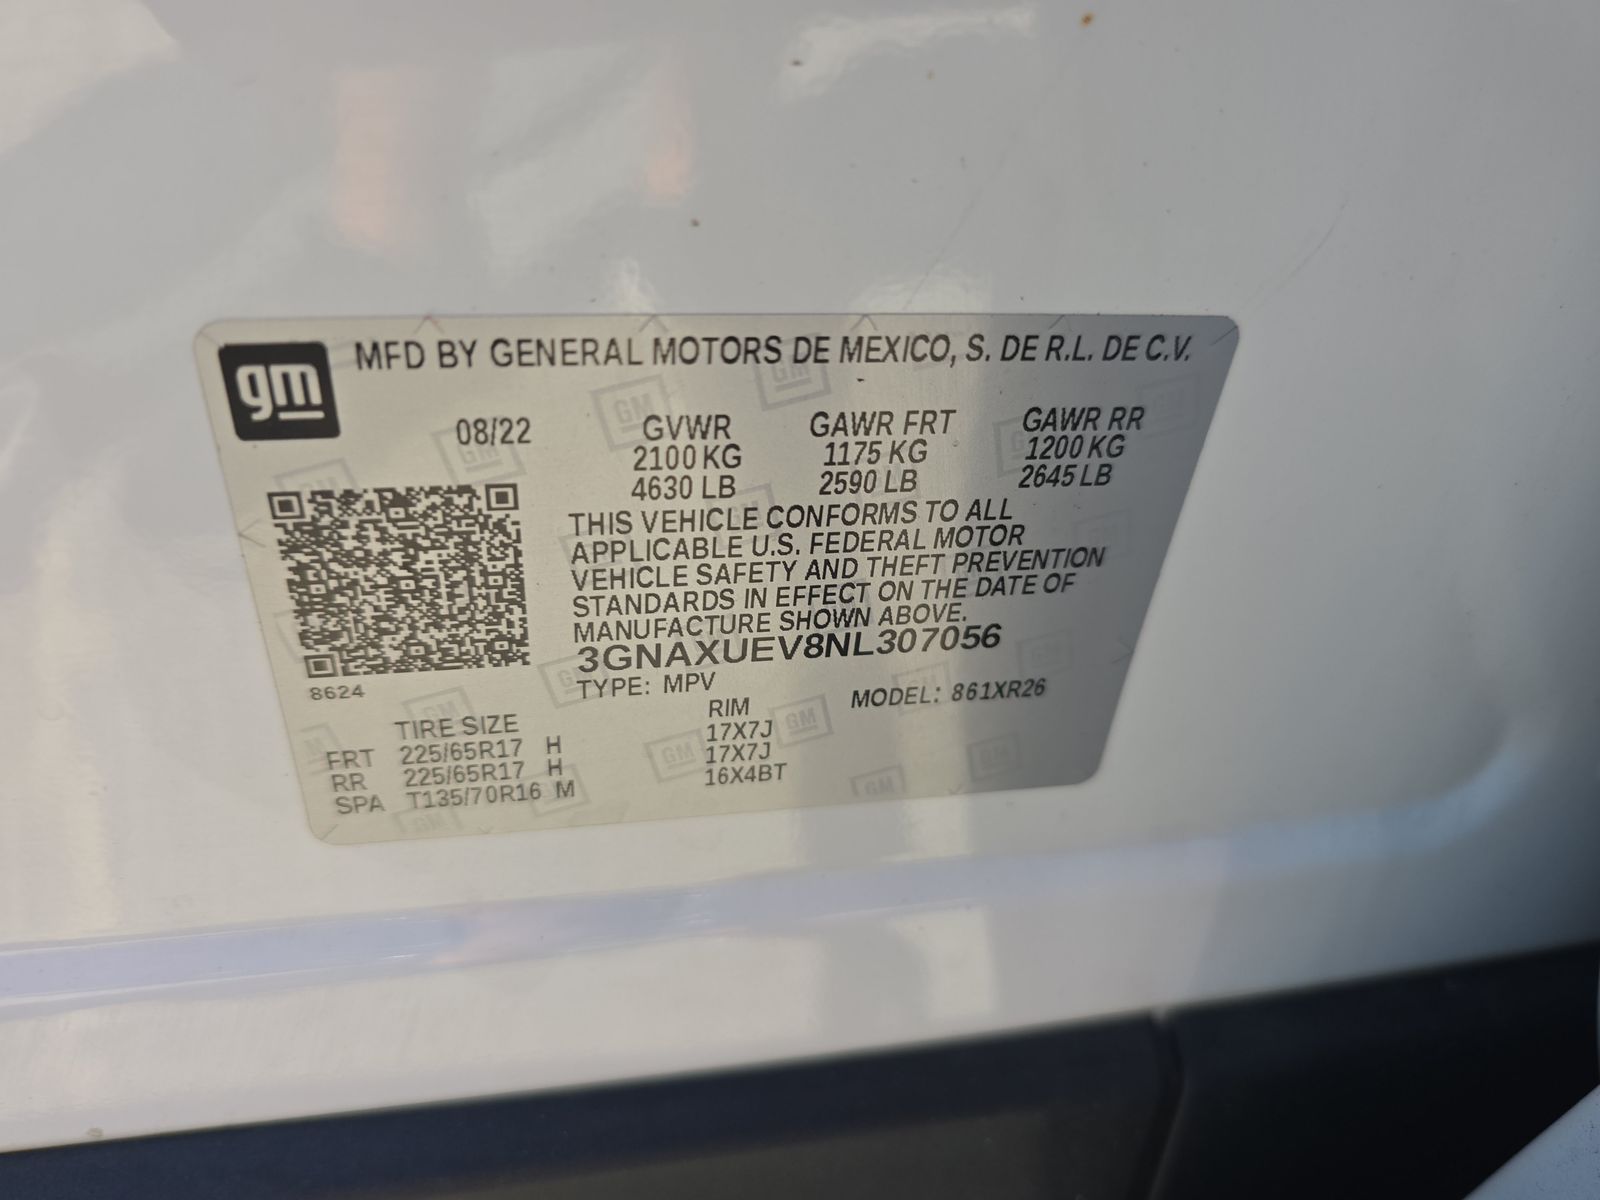 gm
MFD BY GENERAL MOTORS DE MEXICO, S. DE R.L. DE C.V.
08/22 GVWR GAWR FRT GAWR RR
2100 KG 1175 KG 1200 KG
4630 LB 2590 LB 2645 LB
THIS VEHICLE CONFORMS TO ALL
APPLICABLE U.S. FEDERAL MOTOR
VEHICLE SAFETY AND THEFT PREVENTION
STANDARDS IN EFFECT ON THE DATE OF
MANUFACTURE SHOWN ABOVE.
3GNAXUEV8NL307056
8624 TYPE: MPV MODEL: 861XR26
TIRE SIZE RIM
FRT 225/65R17 H 17X7J
RR 225/65R17 H 17X7J
SPA T135/70R16 M 16X4BT